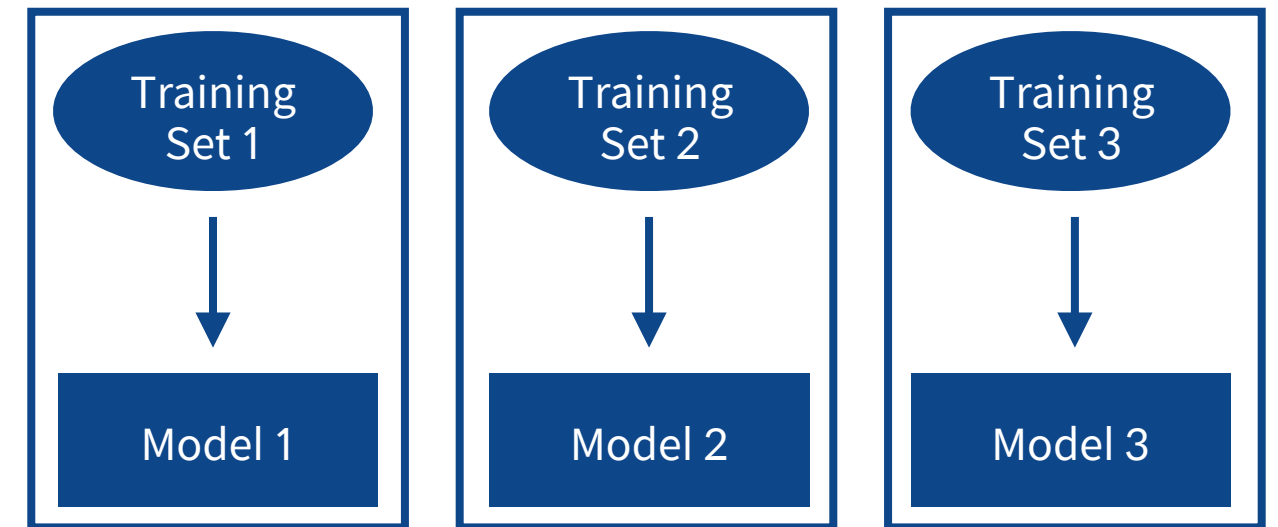 Training
Set 1
Training
Set 2
Training
Set 3
Model 1
Model 2
Model 3